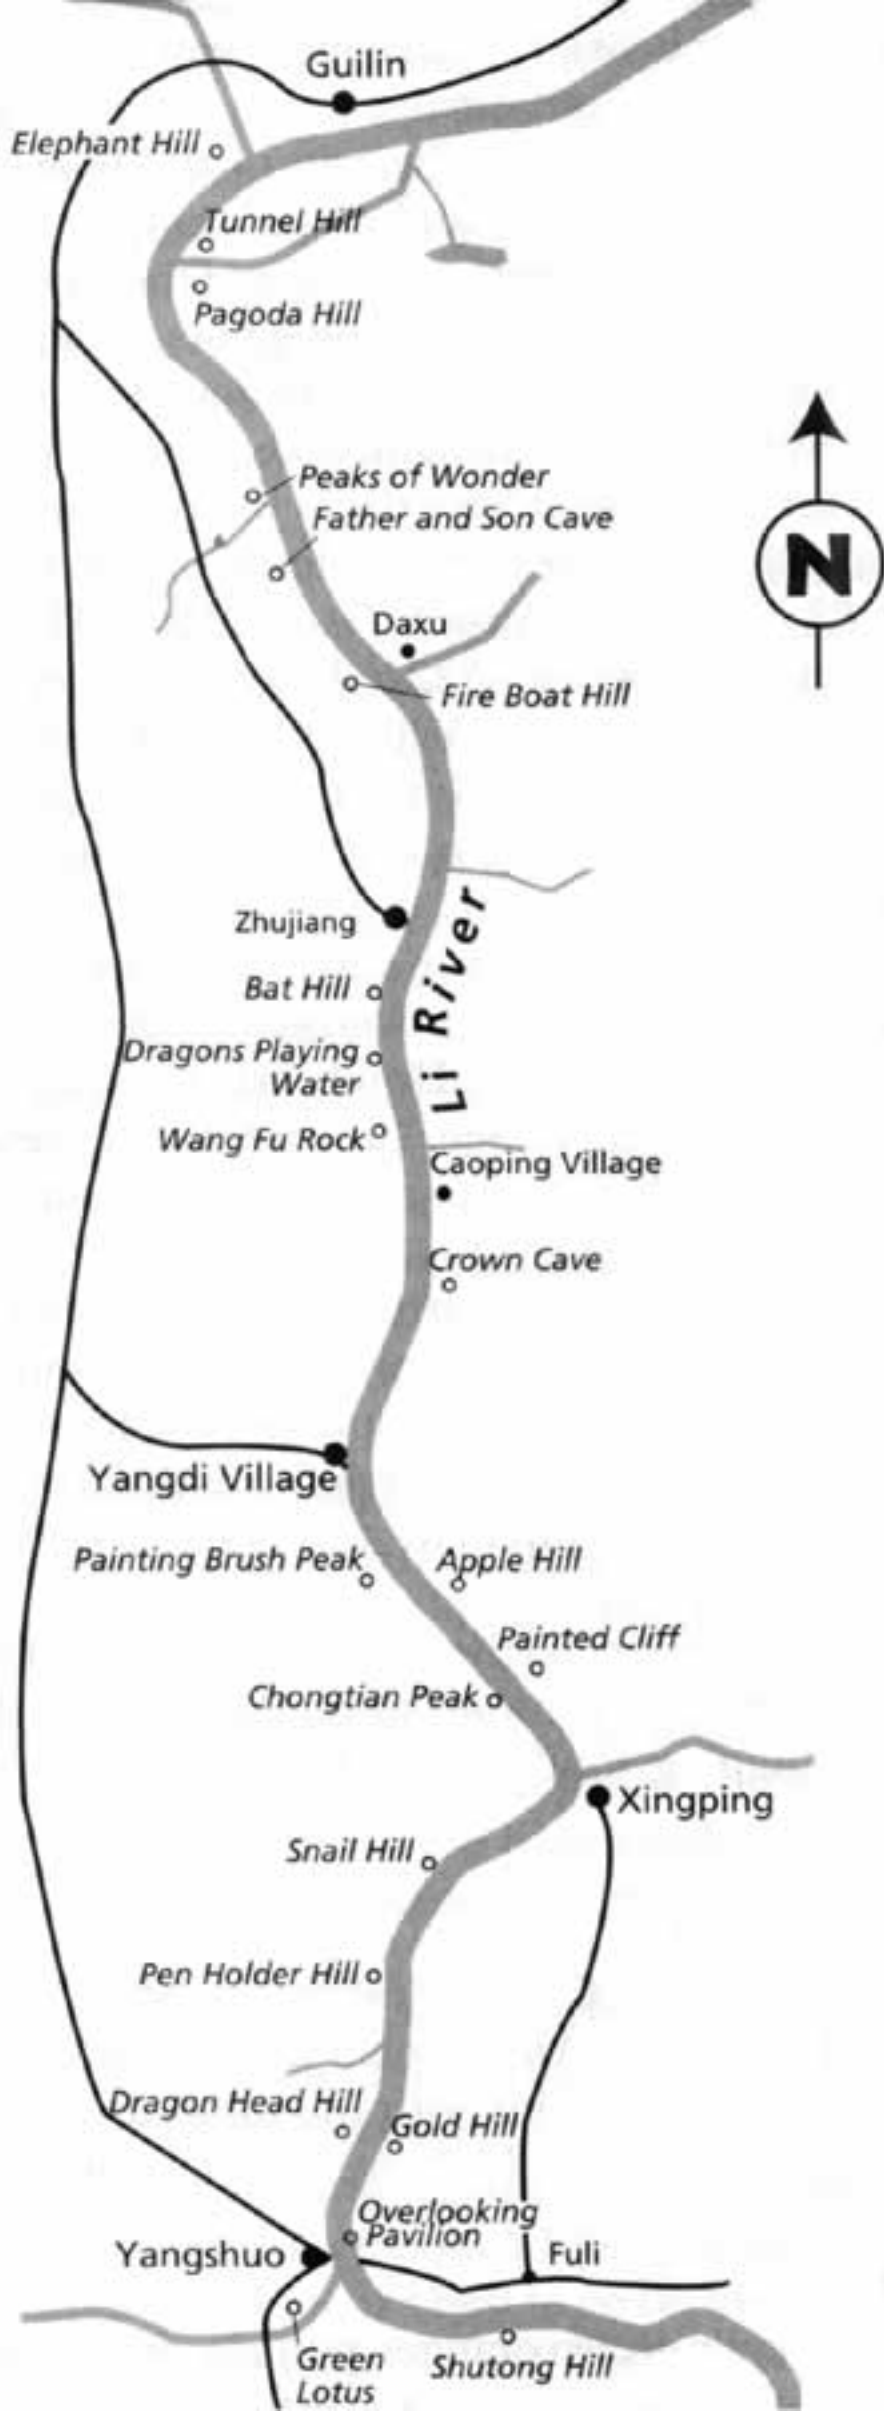 Guilin
Elephant Hill
Tunnel Hill
Pagoda Hill
Peaks of Wonder
Father and Son Cave
N
Daxu
Fire Boat Hill
Li River
Zhujiang
Bat Hill
Dragons Playing
Water
Wang Fu Rock
Caoping Village
Crown Cave
Yangdi Village
Painting Brush Peak
Apple Hill
Painted Cliff
Chongtian Peak
Xingping
Snail Hill
Pen Holder Hill
Dragon Head Hill
Gold Hill
Overlooking
Pavilion
Yangshuo
Fuli
Green
Lotus
Shutong Hill